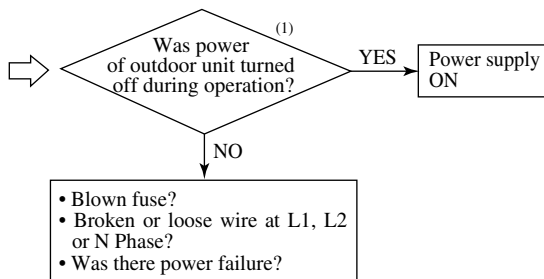 (1)
Was power
of outdoor unit turned
off during operation?
YES
Power supply
ON
NO
• Blown fuse?
• Broken or loose wire at L1, L2
or N Phase?
• Was there power failure?